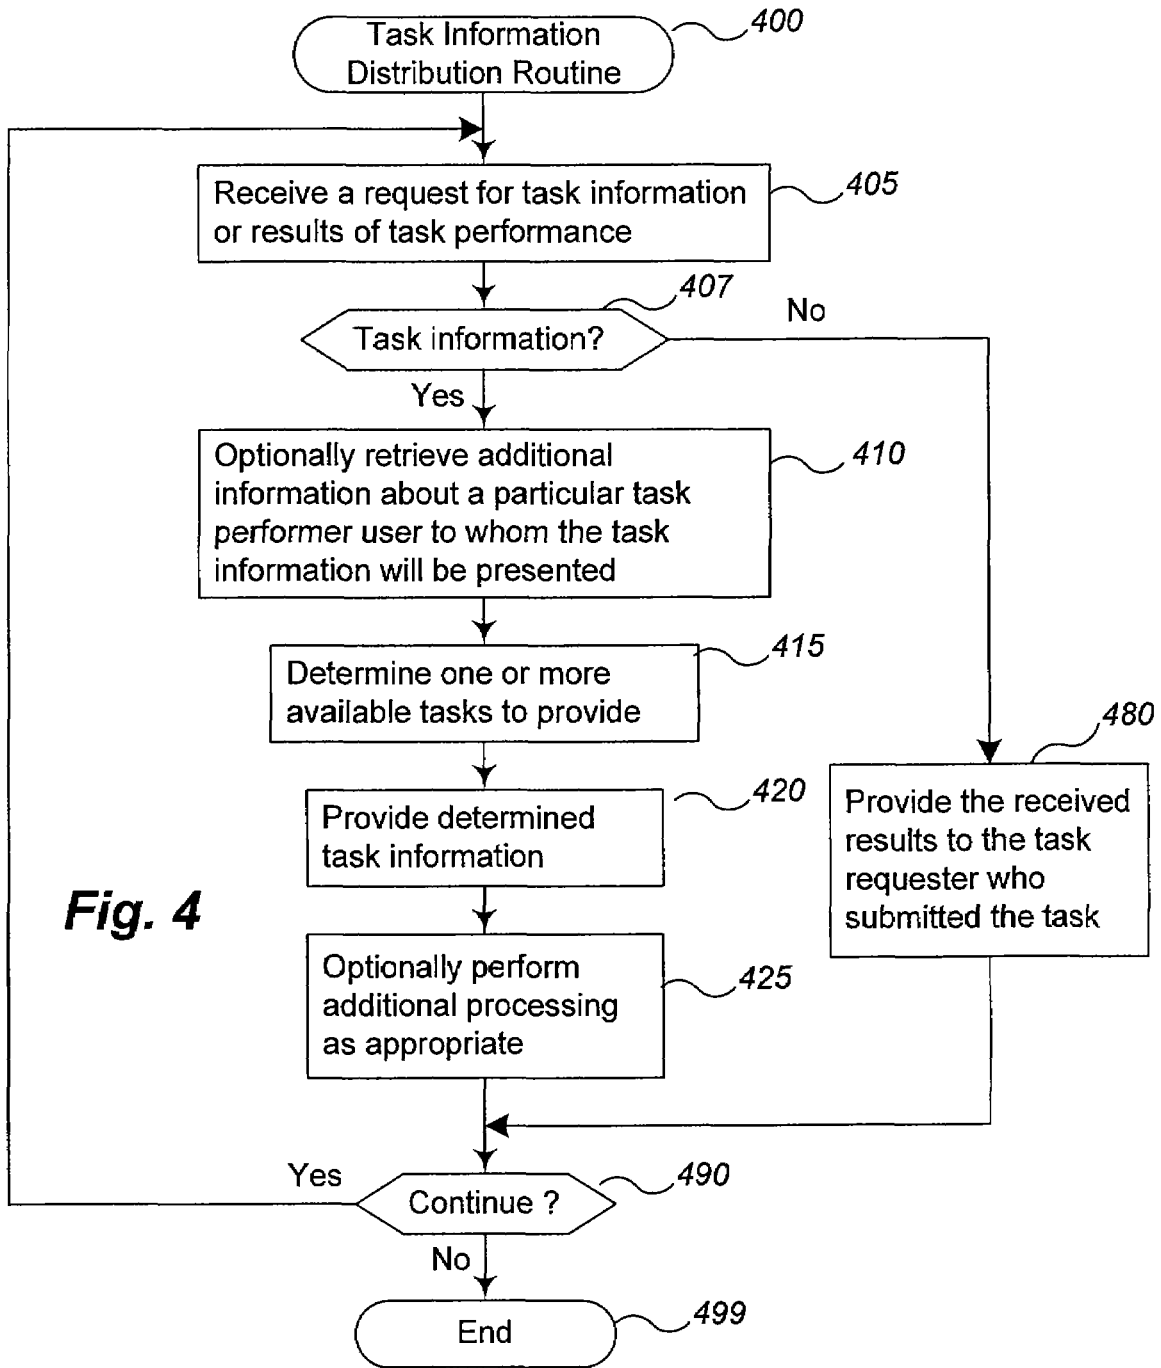 Task Information
Distribution Routine
400
Receive a request for task information
or results of task performance
405
407
Task information?
No
Yes
Optionally retrieve additional
information about a particular task
performer user to whom the task
information will be presented
410
Determine one or more
available tasks to provide
415
480
Provide the received
results to the task
requester who
submitted the task
Provide determined
task information
420
Fig. 4
Optionally perform
additional processing
as appropriate
425
Yes
Continue ?
490
No
End
499